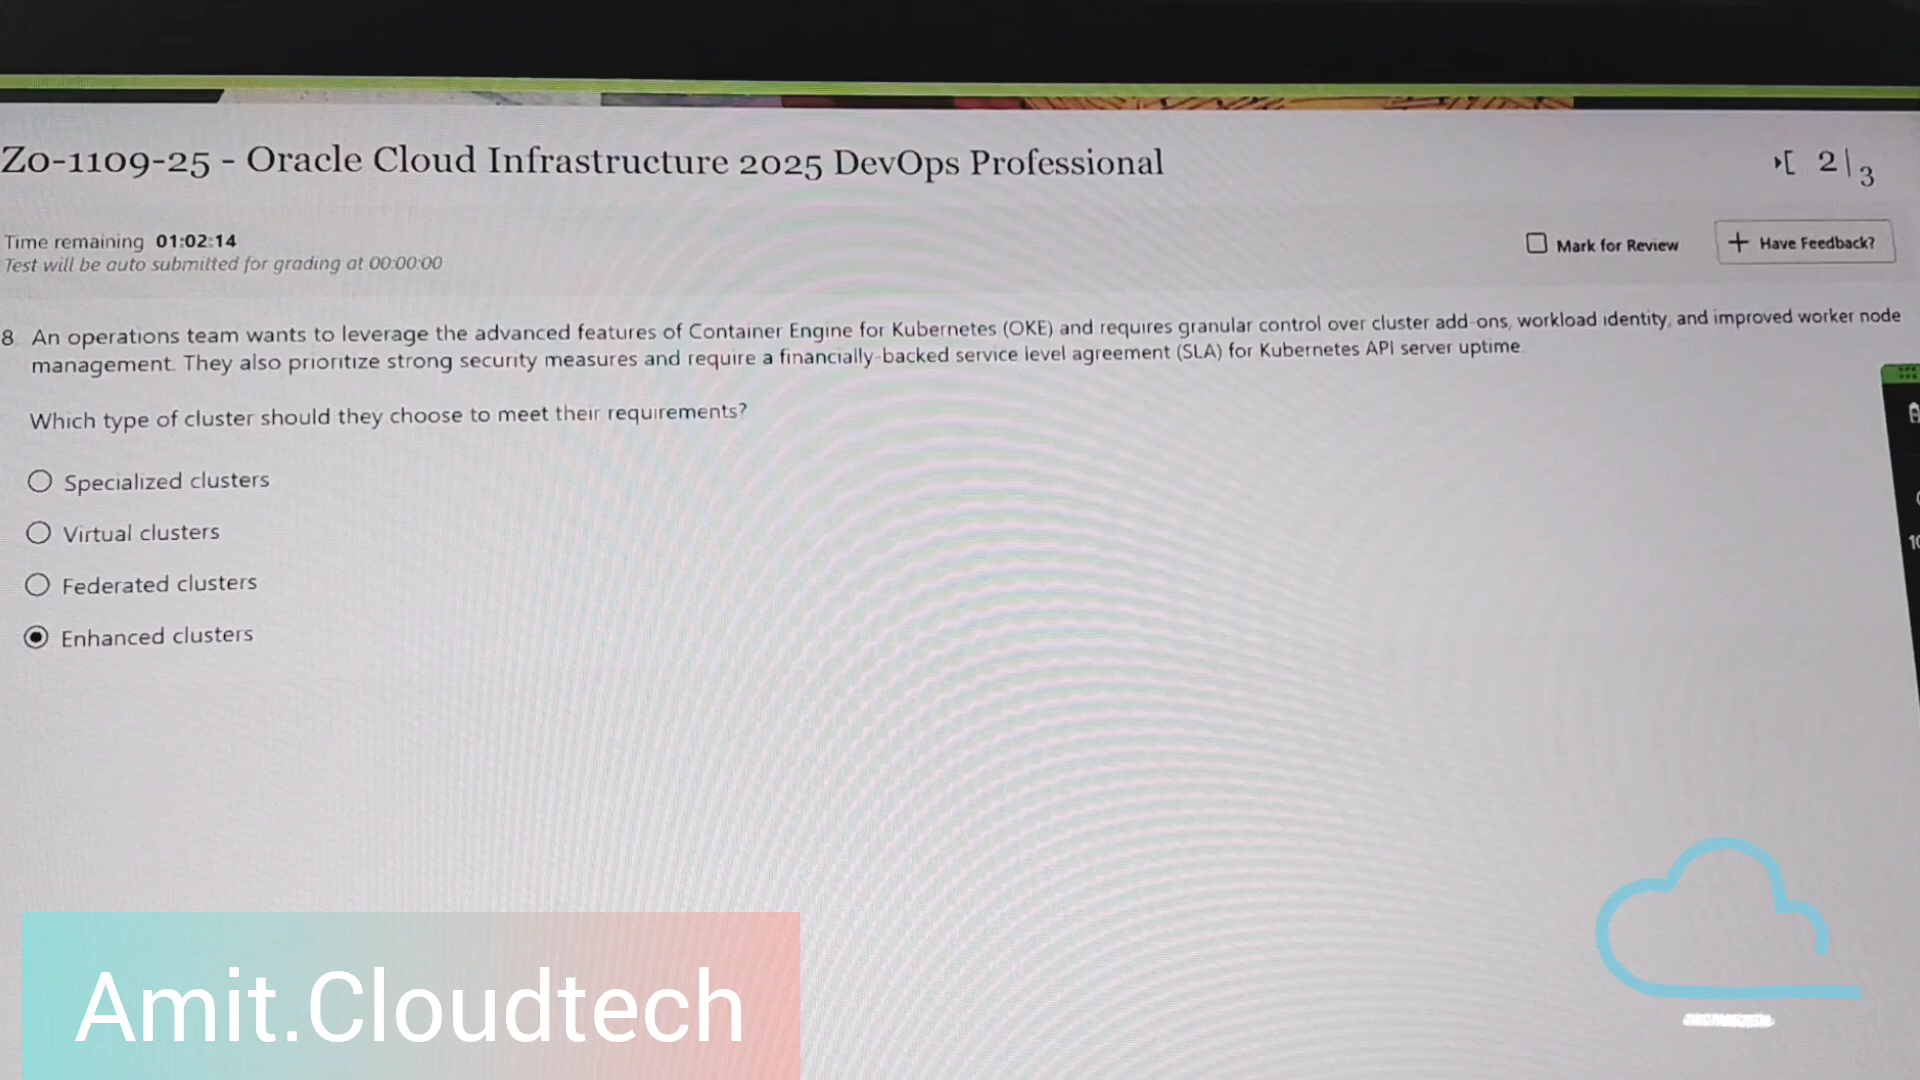 Z0-1109-25 - Oracle Cloud Infrastructure 2025 DevOps Professional
2|3
Time remaining 01:02:14
Test will be auto submitted for grading at 00:00:00
Mark for Review
+ Have Feedback?
8 An operations team wants to leverage the advanced features of Container Engine for Kubernetes (OKE) and requires granular control over cluster add-ons, workload identity, and improved worker node
management. They also prioritize strong security measures and require a financially-backed service level agreement (SLA) for Kubernetes API server uptime.
Which type of cluster should they choose to meet their requirements?
Specialized clusters
Virtual clusters
Federated clusters
Enhanced clusters
Amit.Cloudtech